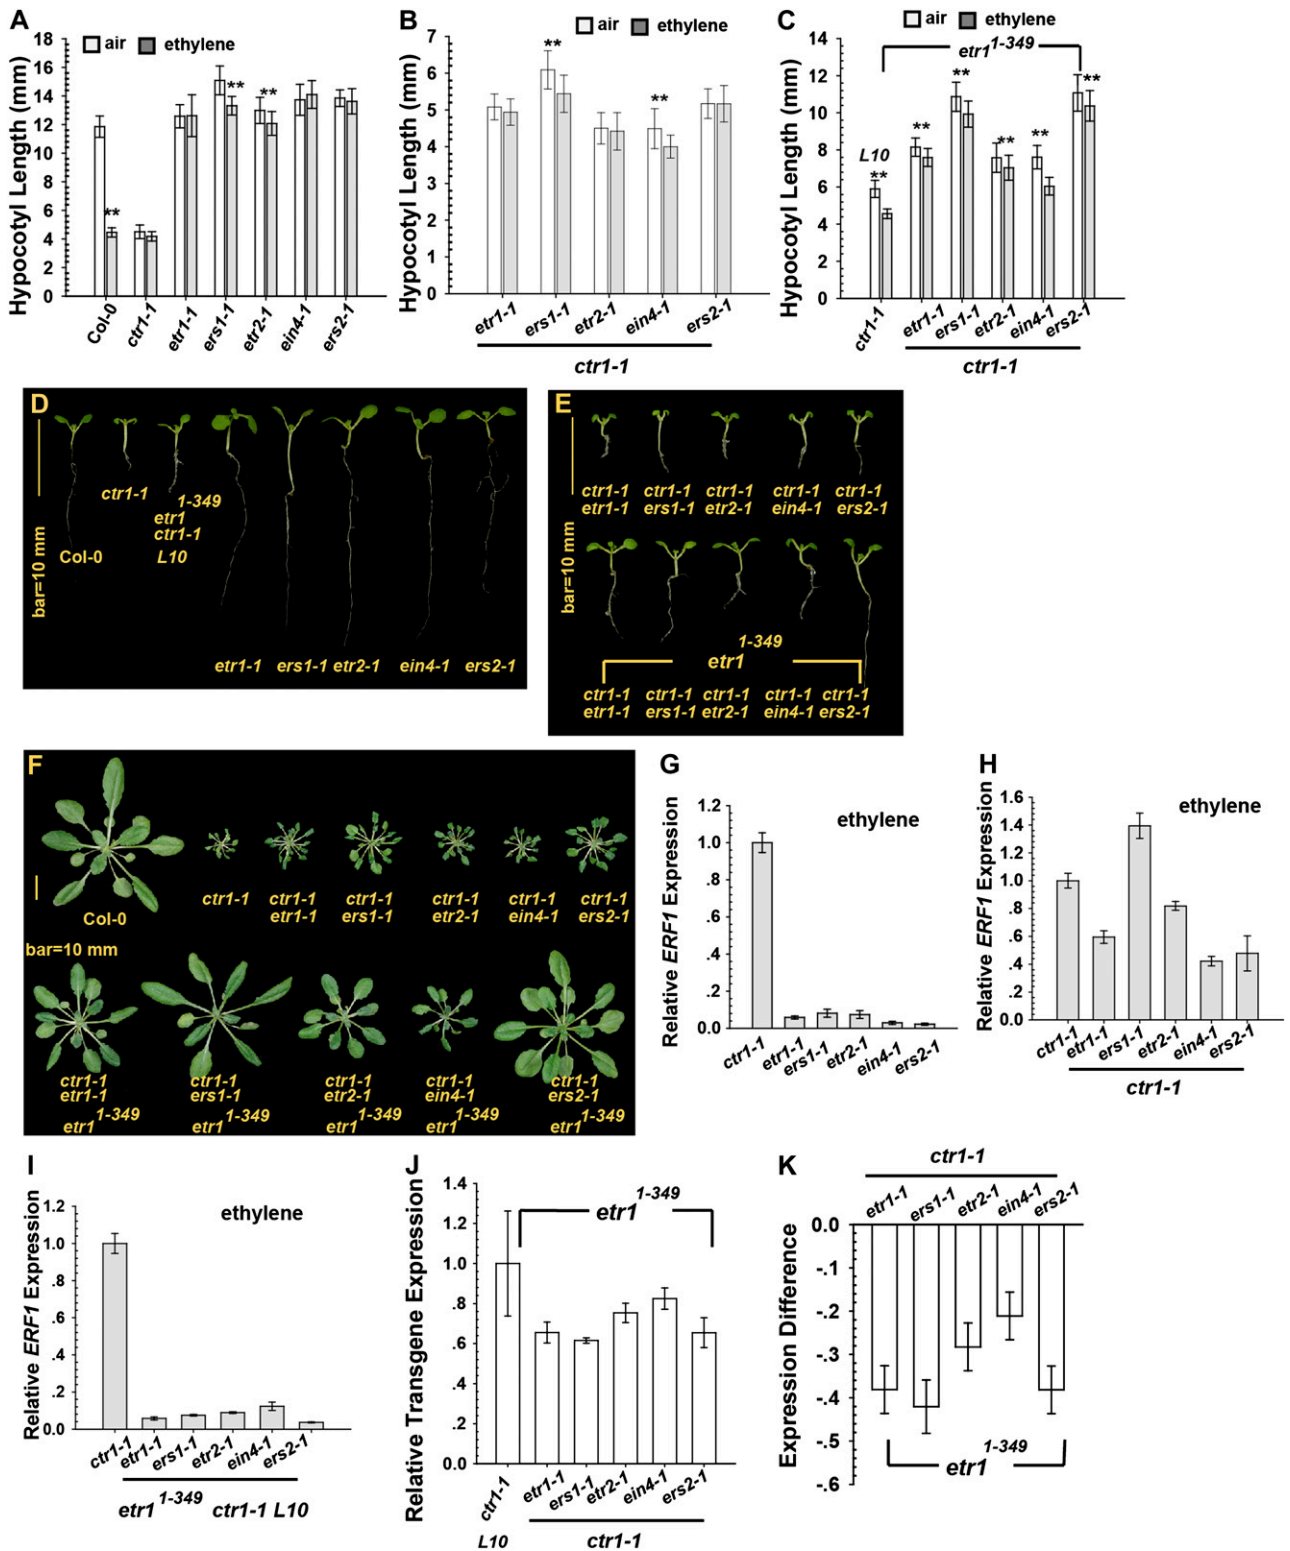 A
air ethylene
Hypocotyl Length (mm)
18
16
14
12
10
8
6
4
2
0
**
**
**
Col-0
ctr1-1
etr1-1
ers1-1
etr2-1
ein4-1
ers2-1
B
air ethylene
Hypocotyl Length (mm)
7
6
5
4
3
2
1
0
**
**
etr1-1
ers1-1
etr2-1
ein4-1
ers2-1
ctr1-1
C
air ethylene
etr1 1-349
Hypocotyl Length (mm)
14
12
10
8
6
4
2
0
L10
**
**
**
**
**
**
ctr1-1
etr1-1
ers1-1
etr2-1
ein4-1
ers2-1
ctr1-1
D
bar=10 mm
Col-0
ctr1-1
1-349
etr1
ctr1-1
L10
etr1-1 ers1-1 etr2-1 ein4-1 ers2-1
E
bar=10 mm
ctr1-1 ctr1-1 ctr1-1 ctr1-1 ctr1-1
etr1-1 ers1-1 etr2-1 ein4-1 ers2-1
1-349
etr1
ctr1-1 ctr1-1 ctr1-1 ctr1-1 ctr1-1
etr1-1 ers1-1 etr2-1 ein4-1 ers2-1
F
Col-0
bar=10 mm
ctr1-1 ctr1-1 ctr1-1 ctr1-1 ctr1-1 ctr1-1
etr1-1 ers1-1 etr2-1 ein4-1 ers2-1
ctr1-1 ctr1-1 ctr1-1 ctr1-1 ctr1-1
etr1-1 ers1-1 etr2-1 ein4-1 ers2-1
etr1 1-349 etr1 1-349 etr1 1-349 etr1 1-349 etr1 1-349
G
ethylene
Relative ERF1 Expression
1.2
1.0
.8
.6
.4
.2
0.0
ctr1-1
etr1-1
ers1-1
etr2-1
ein4-1
ers2-1
H
ethylene
Relative ERF1 Expression
1.6
1.4
1.2
1.0
.8
.6
.4
.2
0.0
ctr1-1
etr1-1
ers1-1
etr2-1
ein4-1
ers2-1
ctr1-1
I
ethylene
Relative ERF1 Expression
1.2
1.0
.8
.6
.4
.2
0.0
ctr1-1
etr1-1
ers1-1
etr2-1
ein4-1
ers2-1
etr1 1-349 ctr1-1 L10
J
etr1 1-349
Relative Transgene Expression
1.4
1.2
1.0
.8
.6
.4
.2
0.0
ctr1-1
etr1-1
ers1-1
etr2-1
ein4-1
ers2-1
L10
ctr1-1
K
ctr1-1
etr1-1
ers1-1
etr2-1
ein4-1
ers2-1
Expression Difference
0.0
-.1
-.2
-.3
-.4
-.5
-.6
1-349
etr1